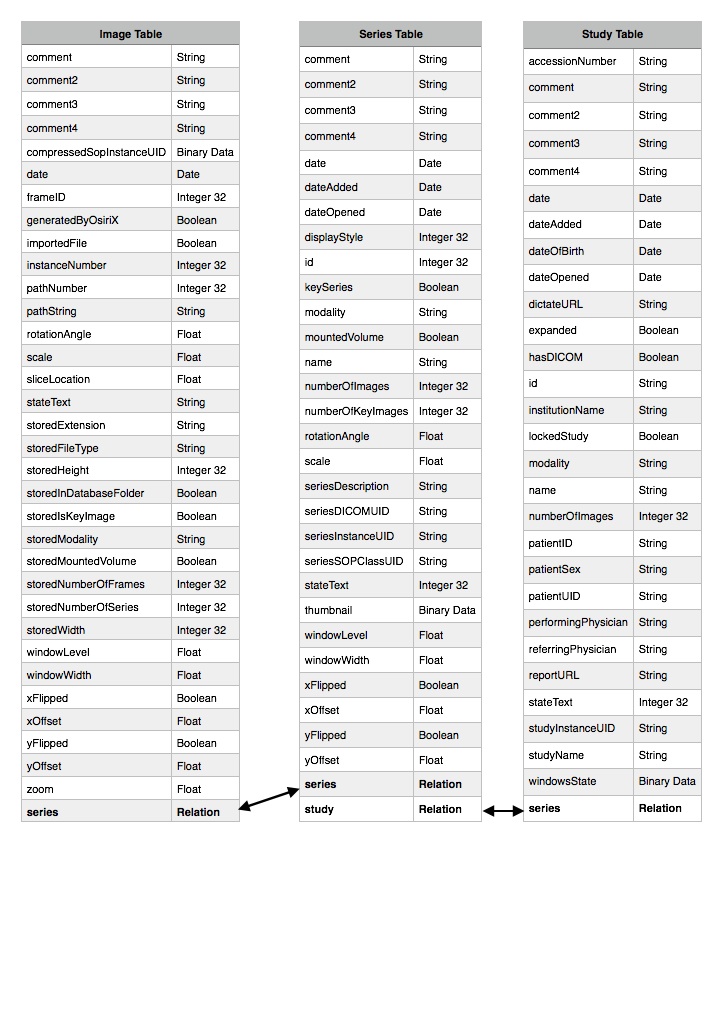 Image Table
comment String
comment2 String
comment3 String
comment4 String
compressedSopInstanceUID Binary Data
date Date
frameID Integer 32
generatedByOsiriX Boolean
importedFile Boolean
instanceNumber Integer 32
pathNumber Integer 32
pathString String
rotationAngle Float
scale Float
sliceLocation Float
stateText String
storedExtension String
storedFileType String
storedHeight Integer 32
storedInDatabaseFolder Boolean
storedIsKeyImage Boolean
storedModality String
storedMountedVolume Boolean
storedNumberOfFrames Integer 32
storedNumberOfSeries Integer 32
storedWidth Integer 32
windowLevel Float
windowWidth Float
xFlipped Boolean
xOffset Float
yFlipped Boolean
yOffset Float
zoom Float
series Relation
Series Table
comment String
comment2 String
comment3 String
comment4 String
date Date
dateAdded Date
dateOpened Date
displayStyle Integer 32
id Integer 32
keySeries Boolean
modality String
mountedVolume Boolean
name String
numberOfImages Integer 32
numberOfKeyImages Integer 32
rotationAngle Float
scale Float
seriesDescription String
seriesDICOMUID String
seriesInstanceUID String
seriesSOPClassUID String
stateText Integer 32
thumbnail Binary Data
windowLevel Float
windowWidth Float
xFlipped Boolean
xOffset Float
yFlipped Boolean
yOffset Float
series Relation
study Relation
Study Table
accessionNumber String
comment String
comment2 String
comment3 String
comment4 String
date Date
dateAdded Date
dateOfBirth Date
dateOpened Date
dictateURL String
expanded Boolean
hasDICOM Boolean
id String
institutionName String
lockedStudy Boolean
modality String
name String
numberOfImages Integer 32
patientID String
patientSex String
patientUID String
performingPhysician String
referringPhysician String
reportURL String
stateText Integer 32
studyInstanceUID String
studyName String
windowsState Binary Data
series Relation